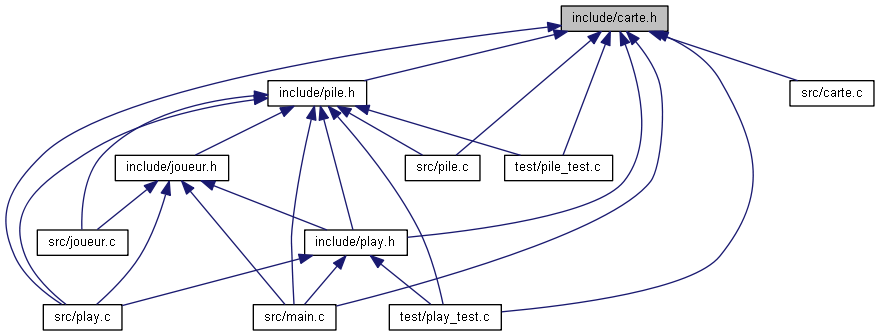 include/carte.h
include/pile.h
src/carte.c
include/joueur.h
src/pile.c
test/pile_test.c
src/joueur.c
include/play.h
src/play.c
src/main.c
test/play_test.c